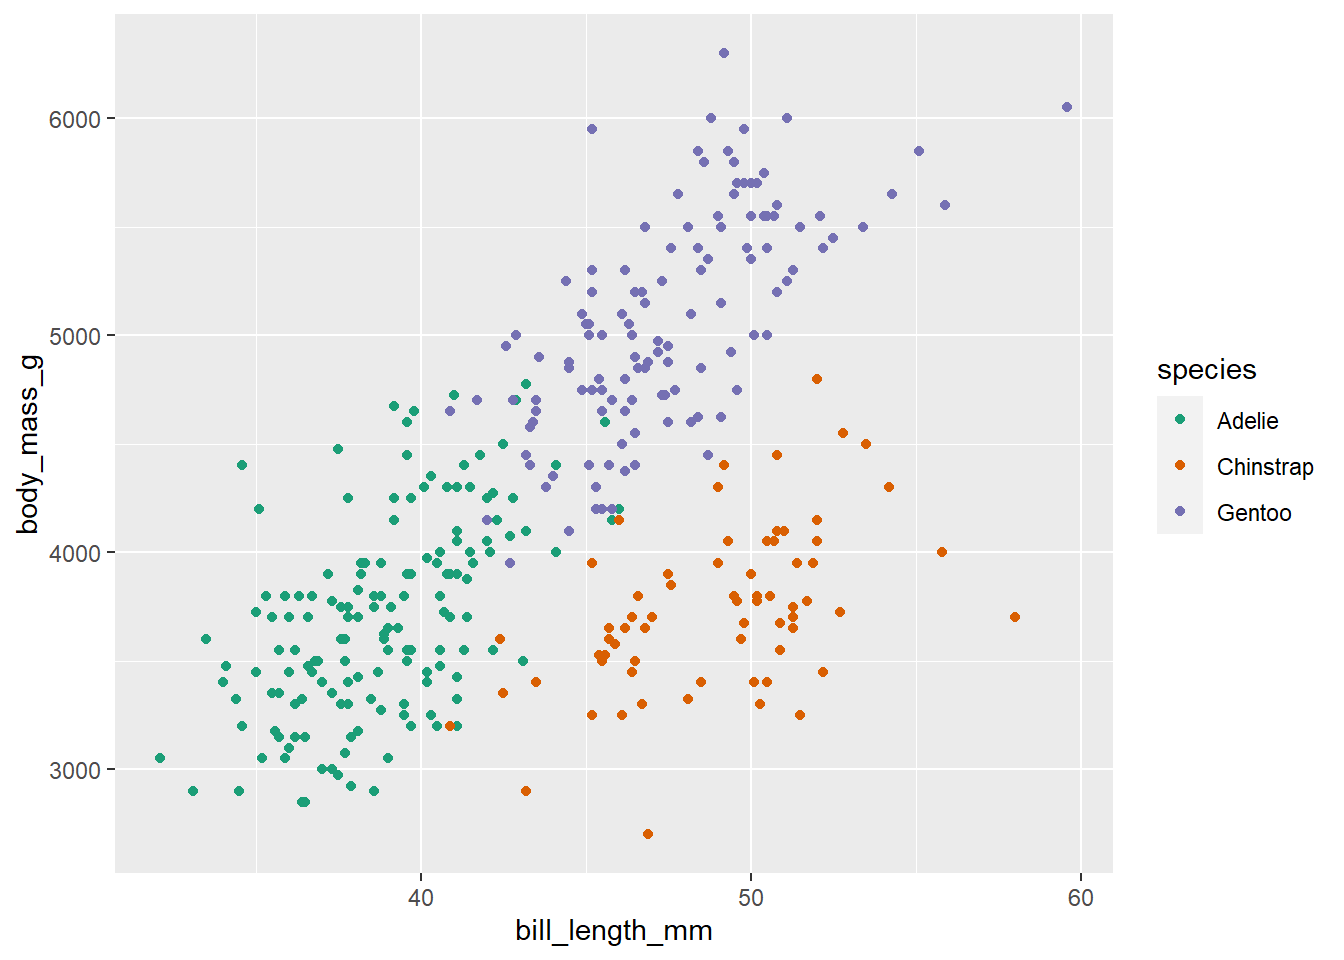 6000
5000
4000
3000
body_mass_g
40
50
60
bill_length_mm
species
Adelie
Chinstrap
Gentoo